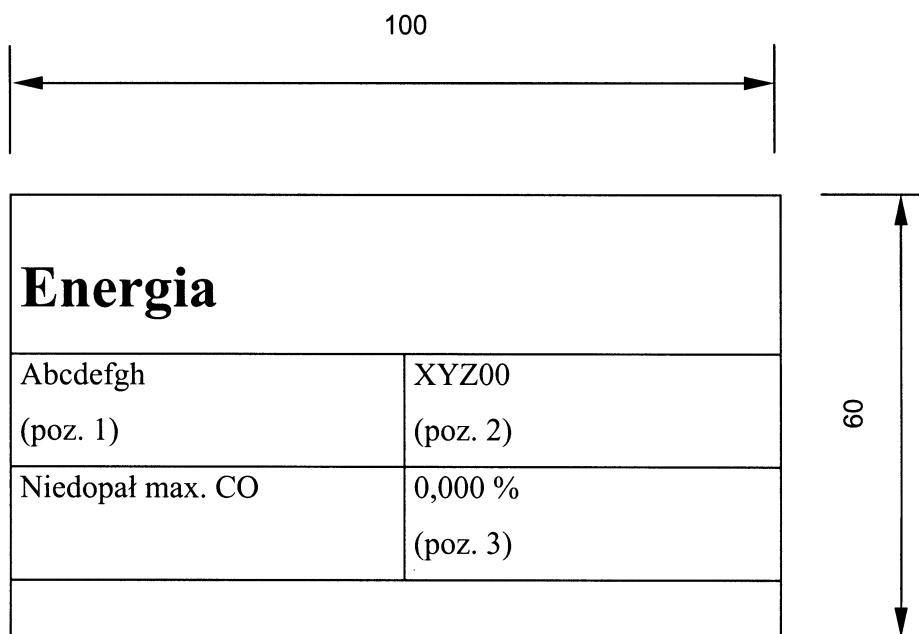 100
Energia
Abcdefgh
XYZ00
(poz. 1)
(poz. 2)
60
Niedopał max. CO
0,000 %
(poz. 3)